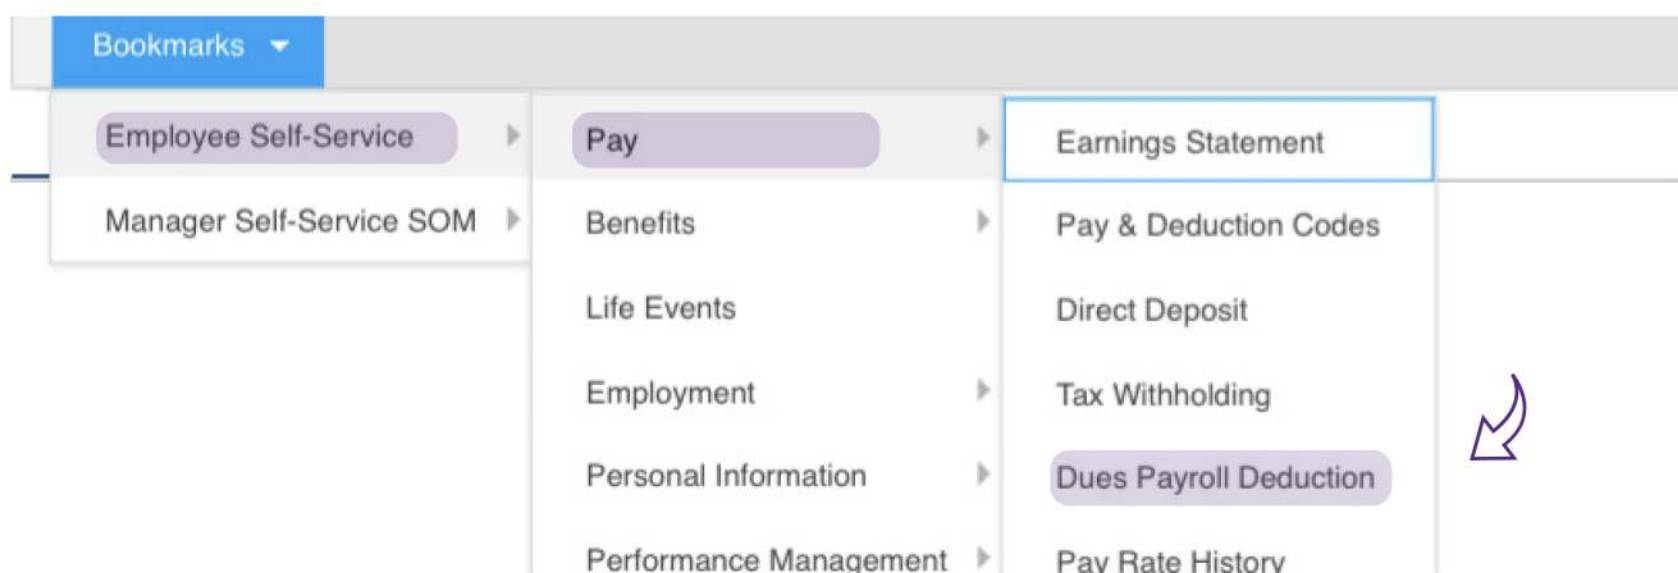 Bookmarks
Employee Self-Service
Manager Self-Service SOM
Pay
Benefits
Life Events
Employment
Personal Information
Performance Management
Earnings Statement
Pay & Deduction Codes
Direct Deposit
Tax Withholding
Dues Payroll Deduction
Pay Rate History